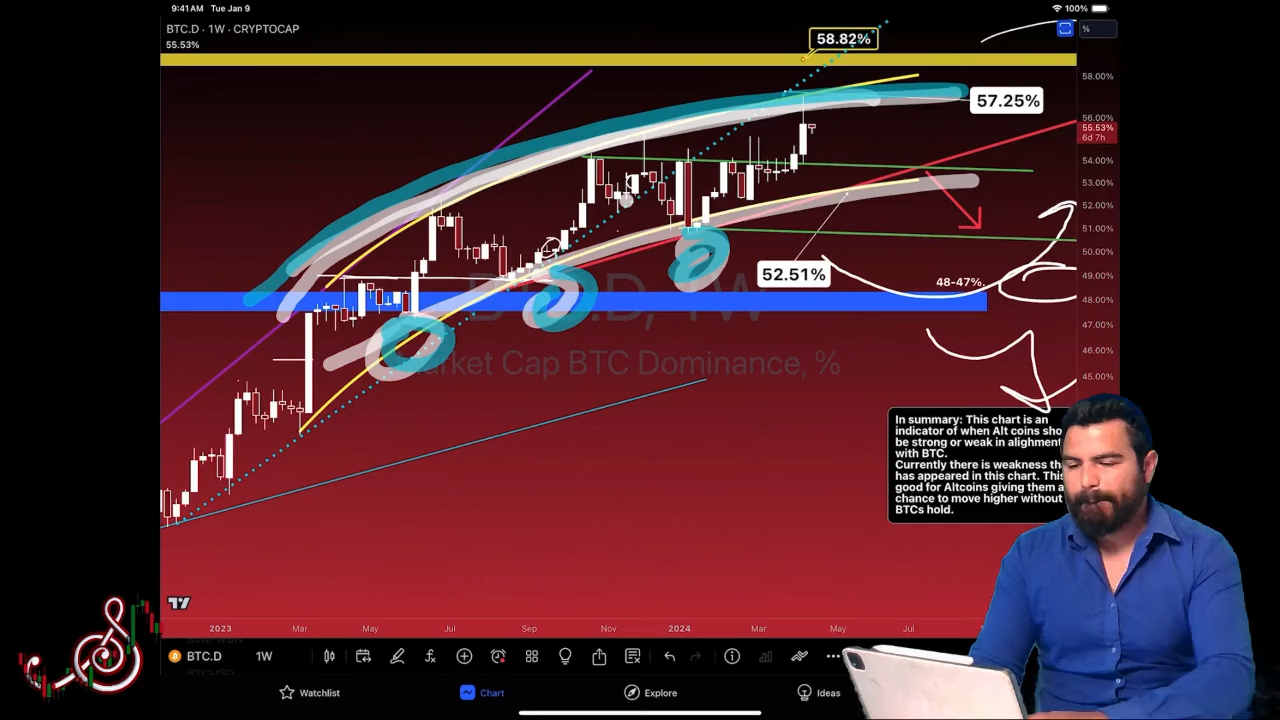 9:41 AM Tue Jan 9
100%
BTC.D · 1W · CRYPTOCAP
55.53%
58.82%
%
58.00%
57.25%
56.00%
55.53%
6d 7h
54.00%
53.00%
52.00%
51.00%
50.00%
49.00%
48.00%
47.00%
46.00%
45.00%
52.51%
48-47%.
BTC.D, 1W
Market Cap BTC Dominance, %
In summary: This chart is an
indicator of when Alt coins
be strong or weak in alighment
with BTC.
Currently there is weakness
has appeared in this chart. This
good for Altcoins giving them a
chance to move higher without
BTCs hold.
2023 Mar May Jul Sep Nov 2024 Mar May Jul
BTC.D 1W
Watchlist Chart Explore Ideas